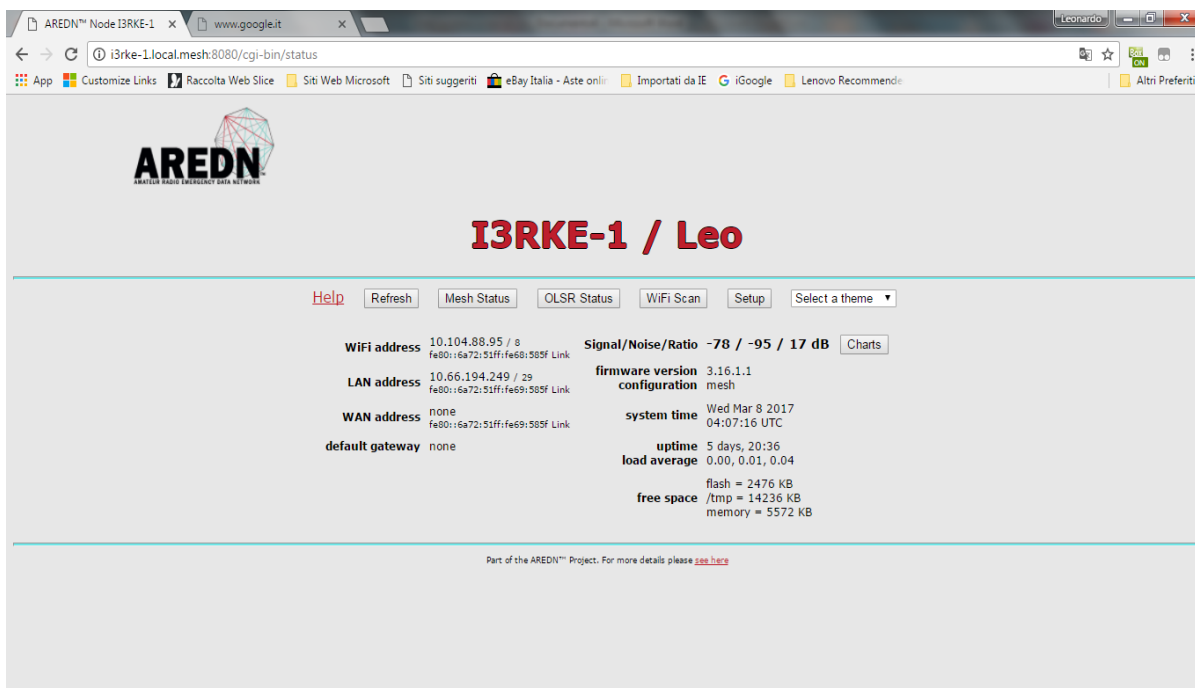 AREDN™ Node I3RKE-1
www.google.it
Leonardo
i3rke-1.local.mesh:8080/cgi-bin/status
App Customize Links Raccolta Web Slice Siti Web Microsoft Siti suggeriti eBay Italia - Aste onlin Importati da IE iGoogle Lenovo Recommende Altri Preferiti
ON
AREDN
AMATEUR RADIO EMERGENCY DATA NETWORK
I3RKE-1 / Leo
Help Refresh Mesh Status OLSR Status WiFi Scan Setup Select a theme
WiFi address 10.104.88.95 / 8
fe80::6a72:51ff:fe68:585f Link
LAN address 10.66.194.249 / 29
fe80::6a72:51ff:fe69:585f Link
WAN address none
fe80::6a72:51ff:fe69:585f Link
default gateway none
Signal/Noise/Ratio -78 / -95 / 17 dB Charts
firmware version 3.16.1.1
configuration mesh
system time Wed Mar 8 2017
04:07:16 UTC
uptime 5 days, 20:36
load average 0.00, 0.01, 0.04
free space flash = 2476 KB
/tmp = 14236 KB
memory = 5572 KB
Part of the AREDN™ Project. For more details please see here